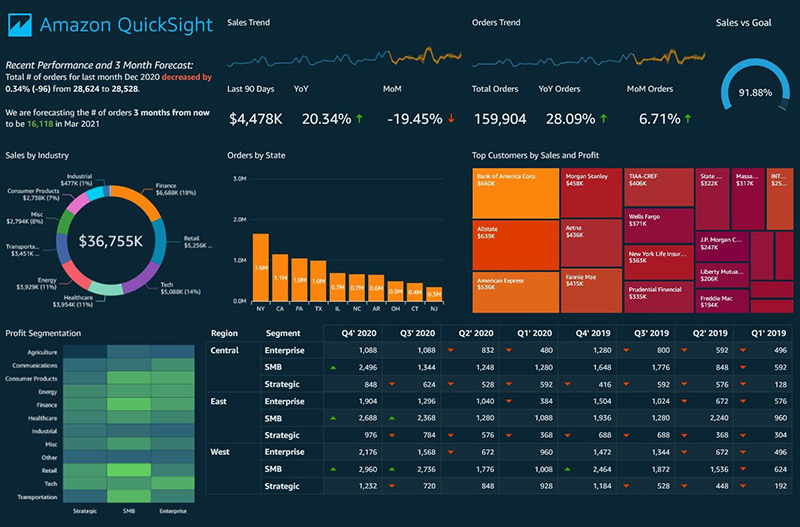 Amazon QuickSight
Recent Performance and 3 Month Forecast:
Total # of orders for last month Dec 2020 decreased by
0.34% (-96) from 28,624 to 28,528.
We are forecasting the # of orders 3 months from now
to be 16,118 in Mar 2021
Sales Trend
Last 90 Days YoY MoM
$4,478K 20.34% -19.45%
Orders Trend
Total Orders YoY Orders MoM Orders
159,904 28.09% 6.71%
Sales vs Goal
91.88%
Sales by Industry
Industrial
$477K (1%)
Consumer Products
$2,738K (7%)
Misc
$2,794K (8%)
Transporta...
$3,451K ...
Energy
$3,929K (11%)
Healthcare
$3,954K (11%)
Tech
$5,088K (14%)
Retail
$5,256K ...
Finance
$6,688K (18%)
$36,755K
Orders by State
3.0M
2.0M
1.0M
0.0M
1.6M 1.1M 1.0M 1.0M 0.7M 0.7M 0.6M 0.5M 0.4M 0.3M
NY CA PA TX IL NC AR OH CT NJ
Top Customers by Sales and Profit
Bank of America Corp.
$660K
Allstate
$639K
American Express
$536K
Morgan Stanley
$458K
Aetna
$436K
Fannie Mae
$415K
TIAA-CREF
$406K
Wells Fargo
$371K
New York Life Insur...
$363K
Prudential Financial
$335K
State ...
$322K
Massa...
$317K
INT...
$25...
J.P. Morgan C...
$247K
Liberty Mutua...
$206K
Freddie Mac
$194K
Profit Segmentation
Agriculture
Communications
Consumer Products
Energy
Finance
Healthcare
Industrial
Misc
Other
Retail
Tech
Transportation
Strategic SMB Enterprise
Region Segment Q4' 2020 Q3' 2020 Q2' 2020 Q1' 2020 Q4' 2019 Q3' 2019 Q2' 2019 Q1' 2019
Central Enterprise 1,088 1,088 832 480 1,280 800 592 496
SMB 2,496 1,344 1,248 1,280 1,648 1,776 848 592
Strategic 848 624 528 592 416 592 576 128
East Enterprise 1,904 1,296 1,040 384 1,504 1,024 672 576
SMB 2,688 2,368 1,280 1,088 1,936 1,280 2,240 960
Strategic 976 784 576 368 688 688 368 304
West Enterprise 2,176 1,568 672 960 1,472 1,344 672 496
SMB 2,960 2,736 1,776 1,008 2,464 1,872 1,536 624
Strategic 1,232 720 848 928 1,184 528 448 192